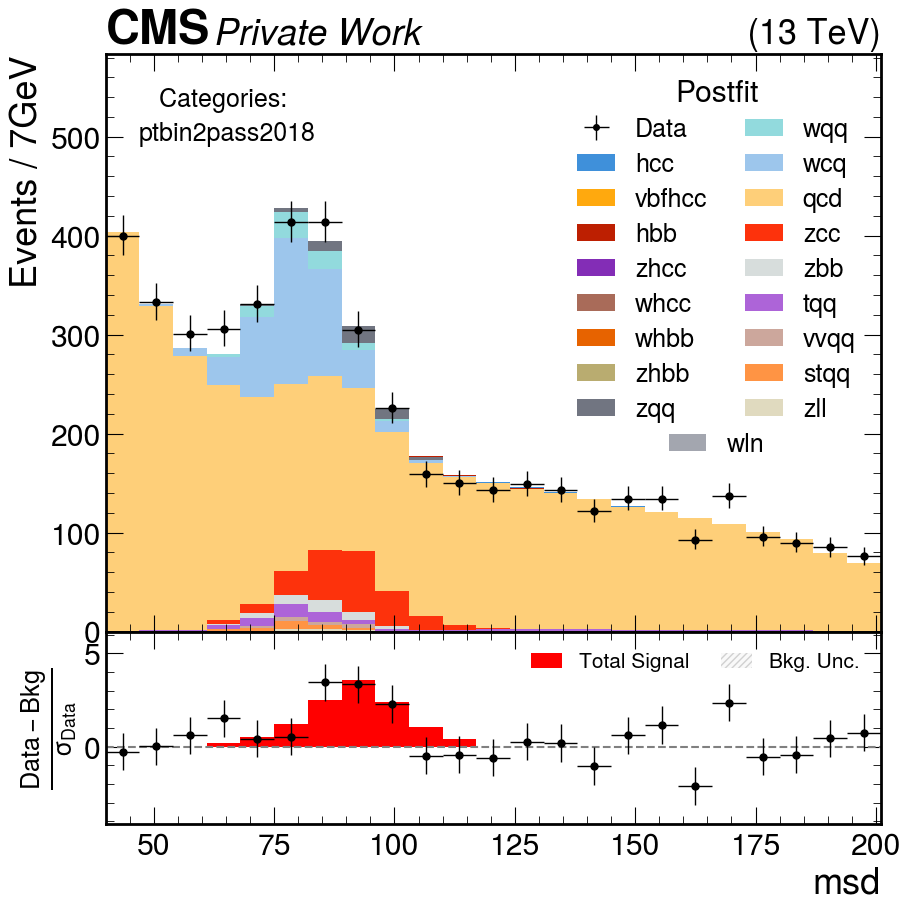 CMS Private Work (13 TeV)
Events / 7GeV
Categories:
ptbin2pass2018
Postfit
Data wqq
hcc wcq
vbfhcc qcd
hbb zcc
zhcc zbb
whcc tqq
whbb vvqq
zhbb stqq
zqq zll
wln
500
400
300
200
100
0
Total Signal Bkg. Unc.
Data – Bkg
σData
5
0
50 75 100 125 150 175 200
msd